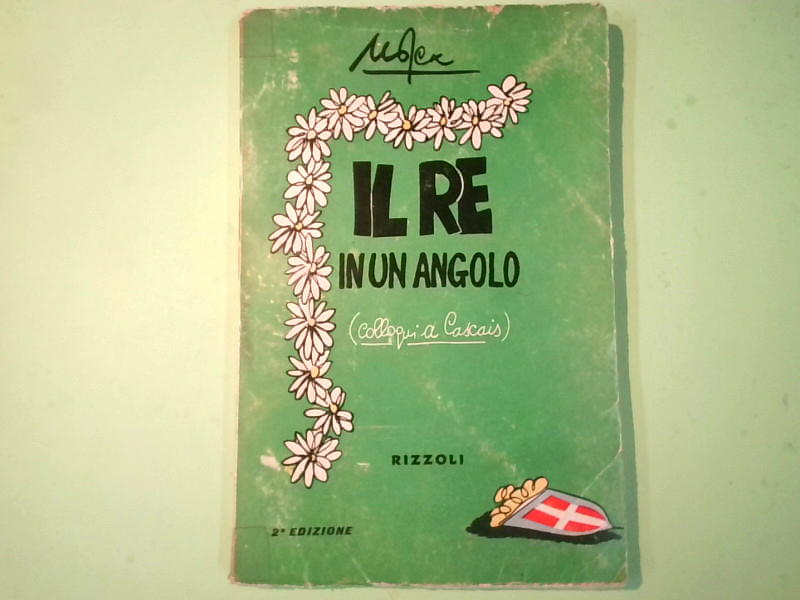 Mosca
IL RE
IN UN ANGOLO
(colloqui a Cascais)
RIZZOLI
2ª EDIZIONE